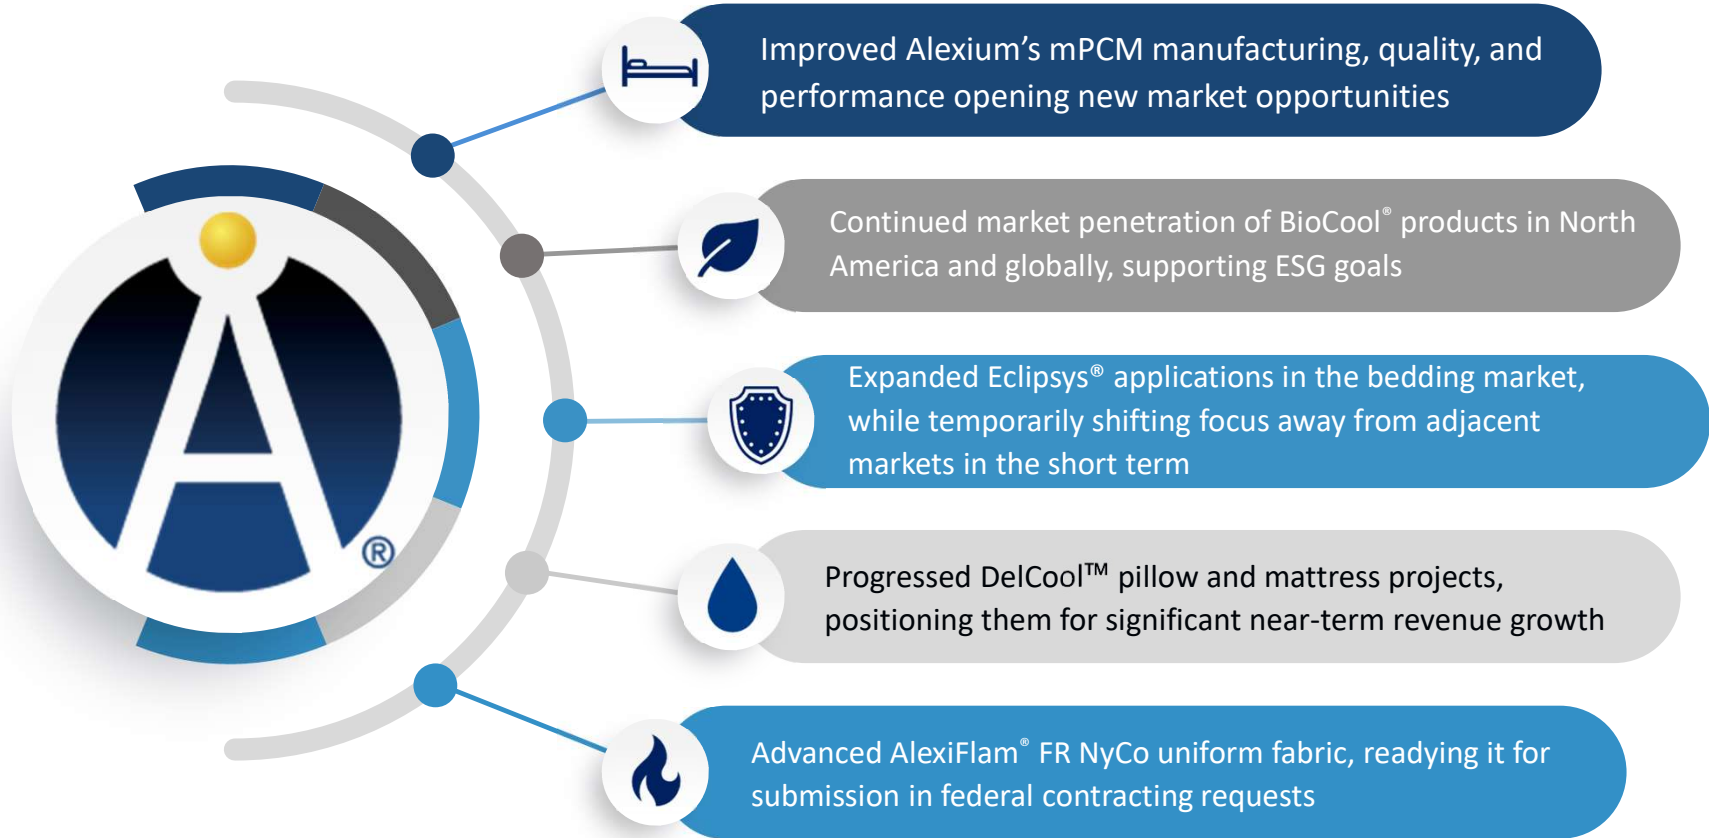 Improved Alexium's mPCM manufacturing, quality, and
performance opening new market opportunities
Continued market penetration of BioCool® products in North
America and globally, supporting ESG goals
Expanded Eclipsys® applications in the bedding market,
while temporarily shifting focus away from adjacent
markets in the short term
Progressed DelCool™ pillow and mattress projects,
positioning them for significant near-term revenue growth
Advanced AlexiFlam® FR NyCo uniform fabric, readying it for
submission in federal contracting requests
A
®